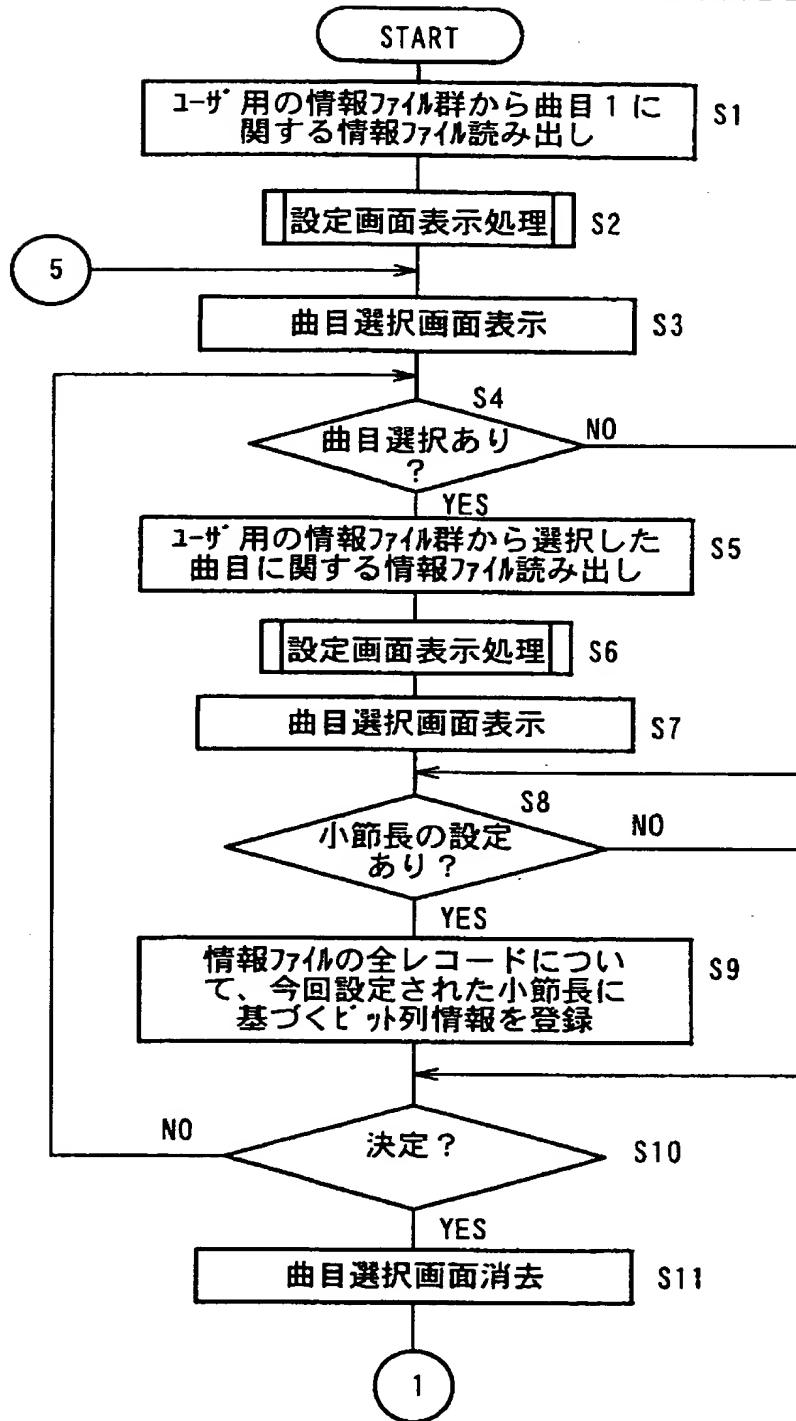 START
ユーザ用の情報ファイル群から曲目1に
関する情報ファイル読み出し
S1
設定画面表示処理
S2
5
曲目選択画面表示
S3
S4
曲目選択あり
?
NO
YES
ユーザ用の情報ファイル群から選択した
曲目に関する情報ファイル読み出し
S5
設定画面表示処理
S6
曲目選択画面表示
S7
S8
小節長の設定
あり?
NO
YES
情報ファイルの全レコードについ
て、今回設定された小節長に
基づくビット列情報を登録
S9
NO
決定?
S10
YES
曲目選択画面消去
S11
1